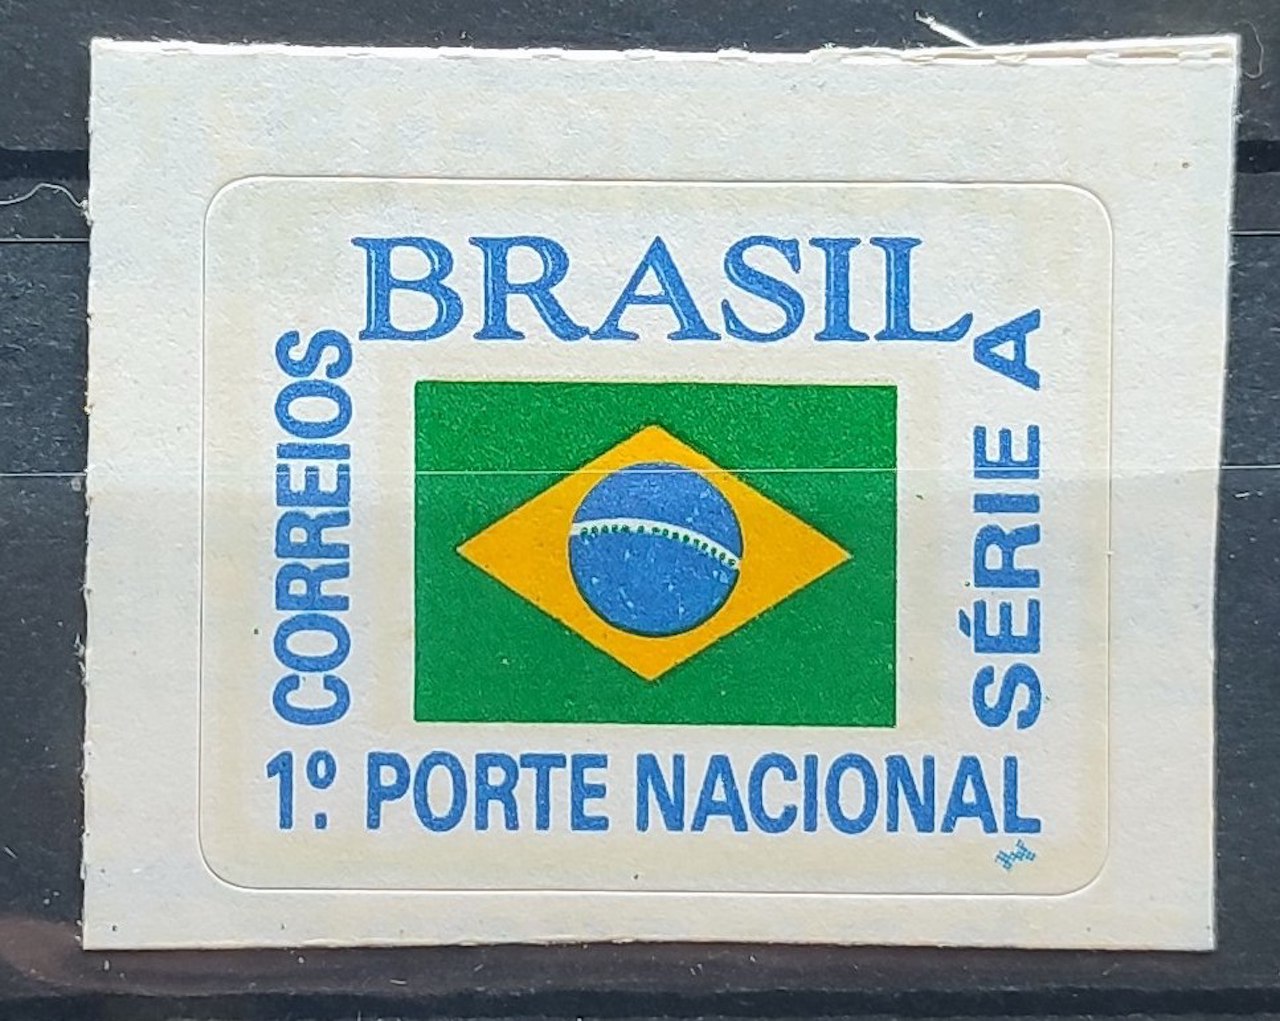 BRASIL
CORREIOS
SÉRIE A
1º. PORTE NACIONAL